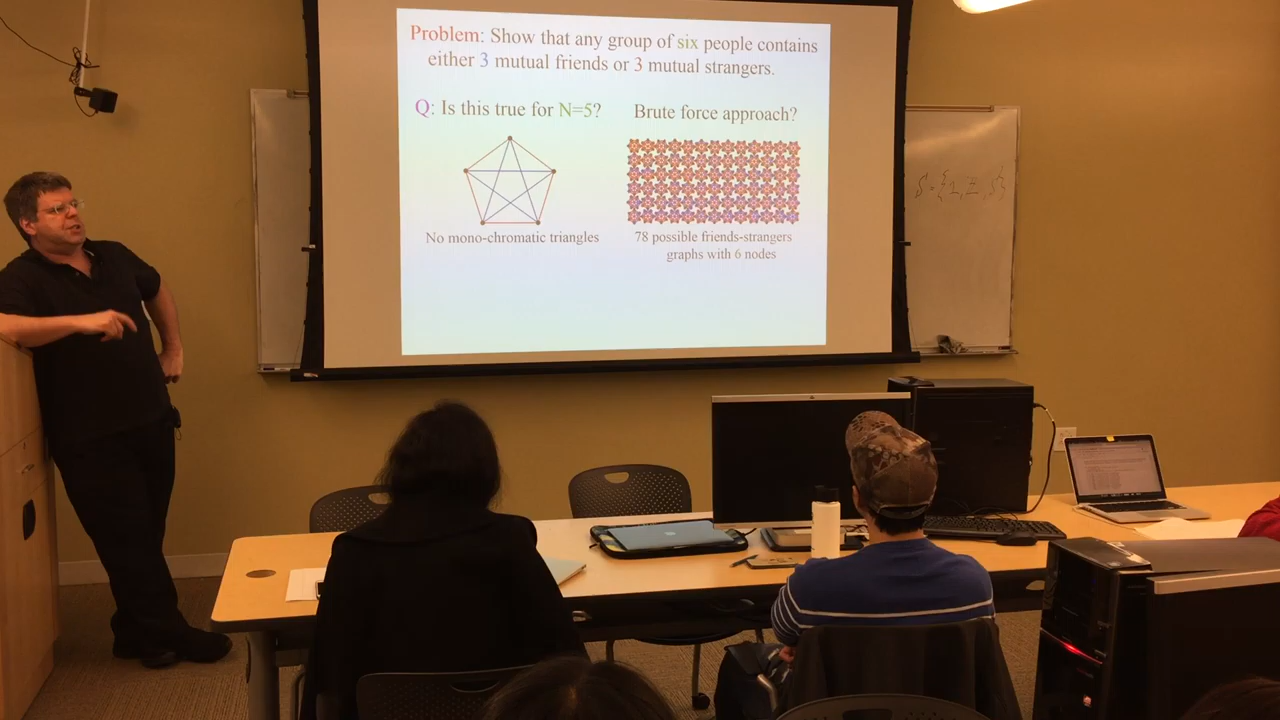 Problem: Show that any group of six people contains
either 3 mutual friends or 3 mutual strangers.
Q: Is this true for N=5?
Brute force approach?
No mono-chromatic triangles
78 possible friends-strangers
graphs with 6 nodes